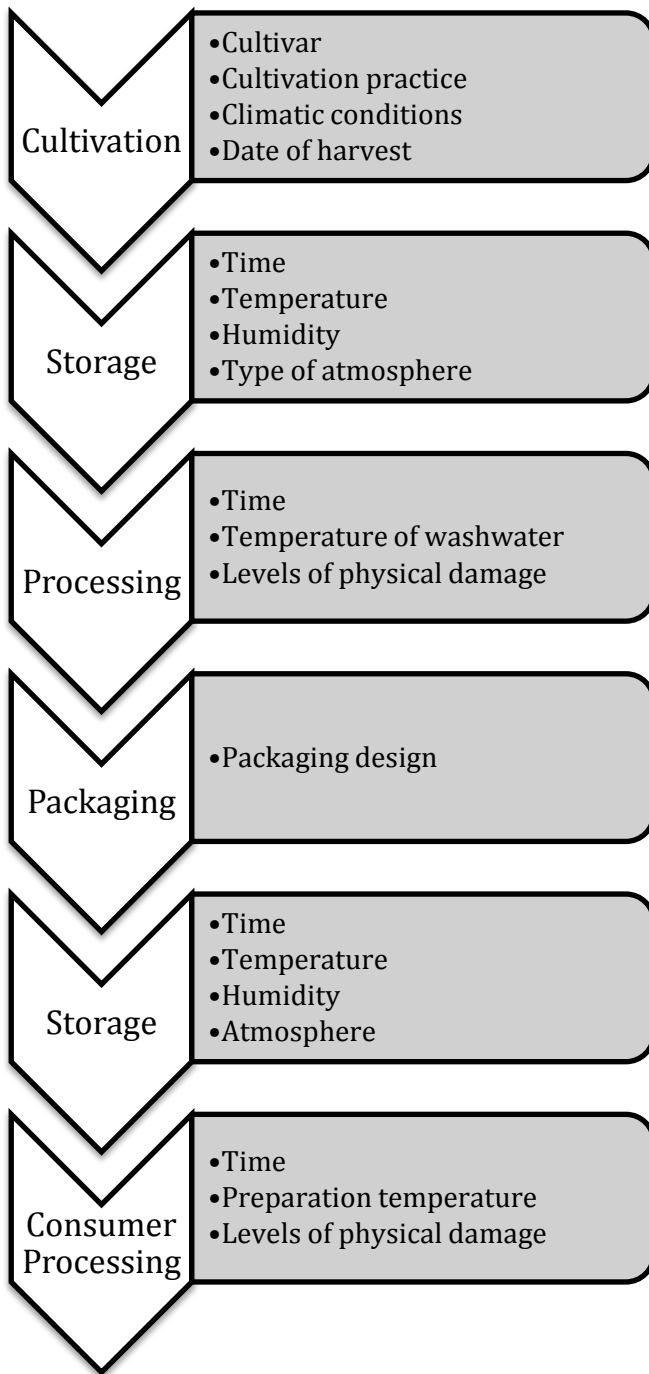 Cultivation
•Cultivar
•Cultivation practice
•Climatic conditions
•Date of harvest
Storage
•Time
•Temperature
•Humidity
•Type of atmosphere
Processing
•Time
•Temperature of washwater
•Levels of physical damage
Packaging
•Packaging design
Storage
•Time
•Temperature
•Humidity
•Atmosphere
Consumer
Processing
•Time
•Preparation temperature
•Levels of physical damage